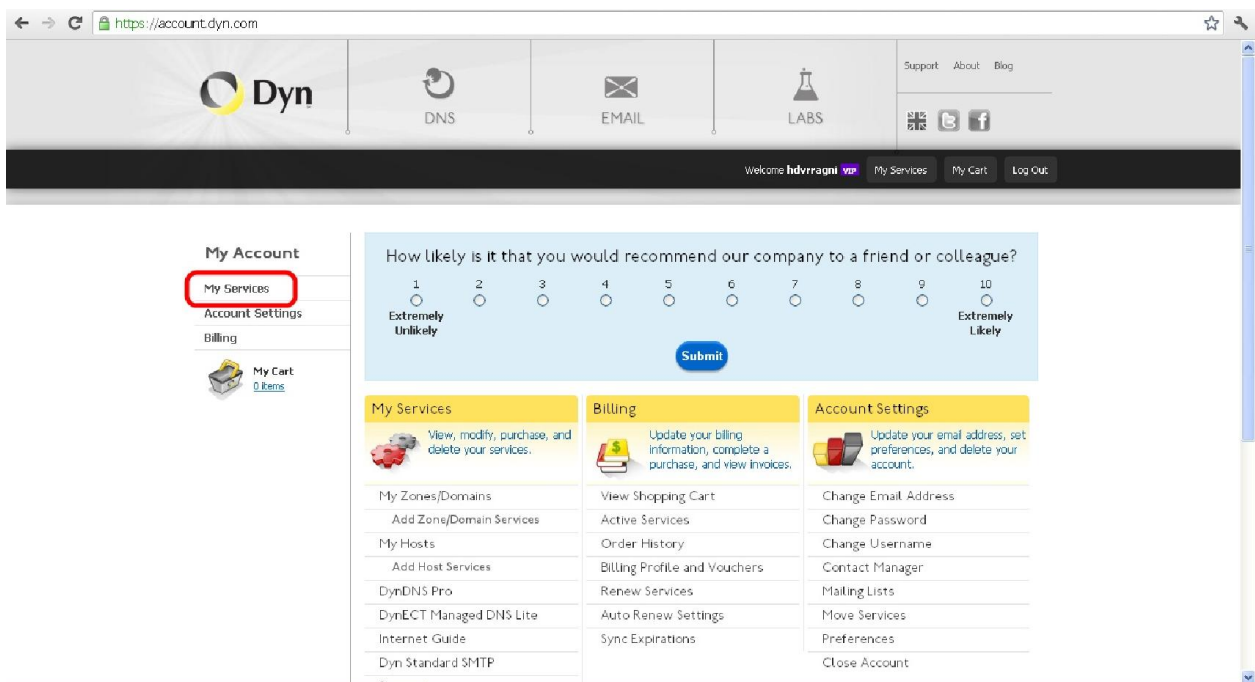 https://account.dyn.com
Dyn
DNS
EMAIL
LABS
Support About Blog
Welcome hdvrragni VIP My Services My Cart Log Out
My Account
My Services
Account Settings
Billing
My Cart
0 items
How likely is it that you would recommend our company to a friend or colleague?
1 2 3 4 5 6 7 8 9 10
Extremely Unlikely
Extremely Likely
Submit
My Services
View, modify, purchase, and
delete your services.
My Zones/Domains
Add Zone/Domain Services
My Hosts
Add Host Services
DynDNS Pro
DynECT Managed DNS Lite
Internet Guide
Dyn Standard SMTP
Billing
Update your billing
information, complete a
purchase, and view invoices.
View Shopping Cart
Active Services
Order History
Billing Profile and Vouchers
Renew Services
Auto Renew Settings
Sync Expirations
Account Settings
Update your email address, set
preferences, and delete your
account.
Change Email Address
Change Password
Change Username
Contact Manager
Mailing Lists
Move Services
Preferences
Close Account